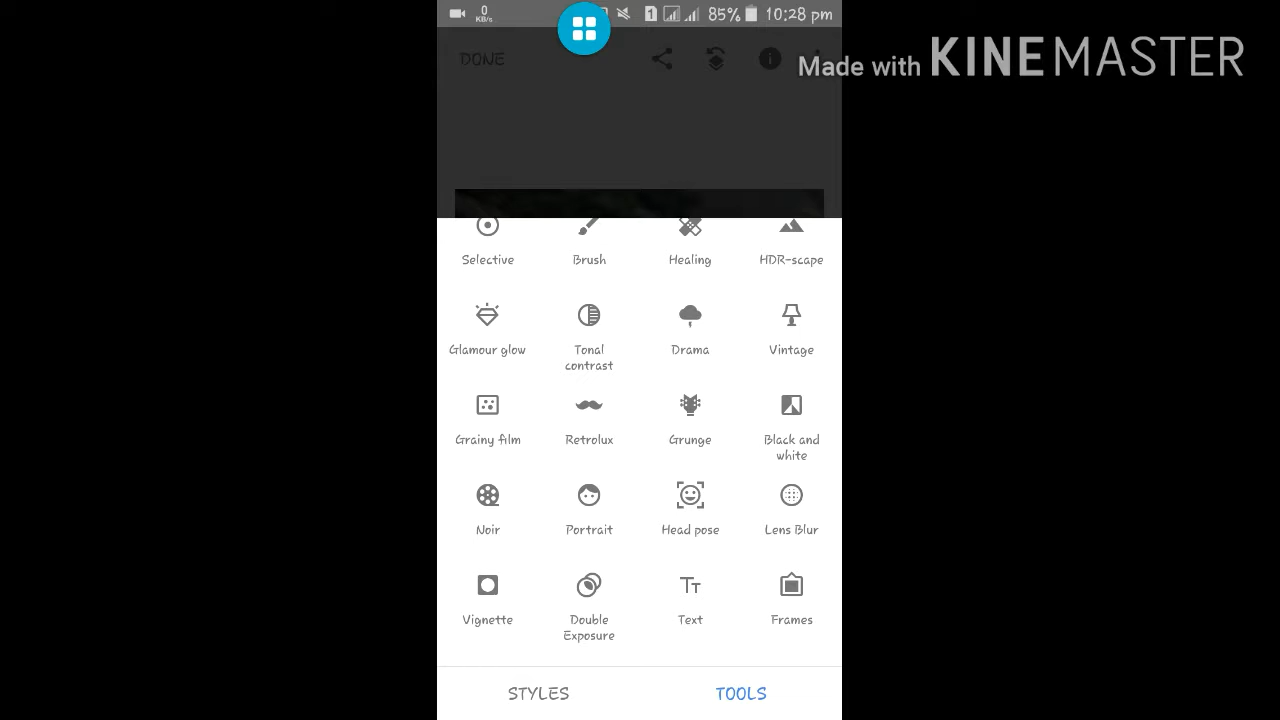 0
KB/s
1
85%
10:28 pm
DONE
Made with KINEMASTER
Selective
Brush
Healing
HDR-scape
Glamour glow
Tonal
contrast
Drama
Vintage
Grainy film
Retrolux
Grunge
Black and
white
Noir
Portrait
Head pose
Lens Blur
Vignette
Double
Exposure
Text
Frames
STYLES
TOOLS